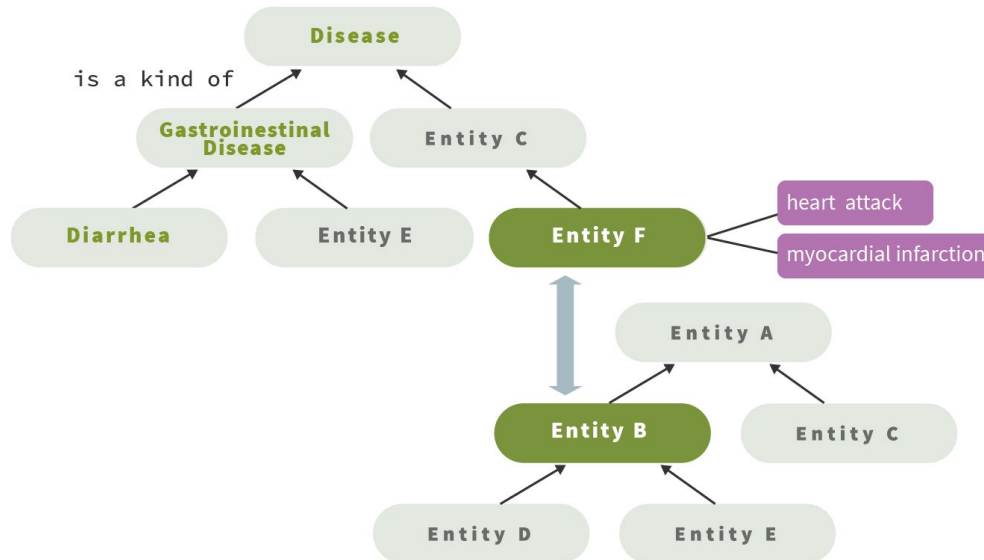 Disease
is a kind of
Gastroinestinal
Disease
Entity C
Diarrhea
Entity E
Entity F
heart attack
myocardial infarction
Entity A
Entity B
Entity C
Entity D
Entity E